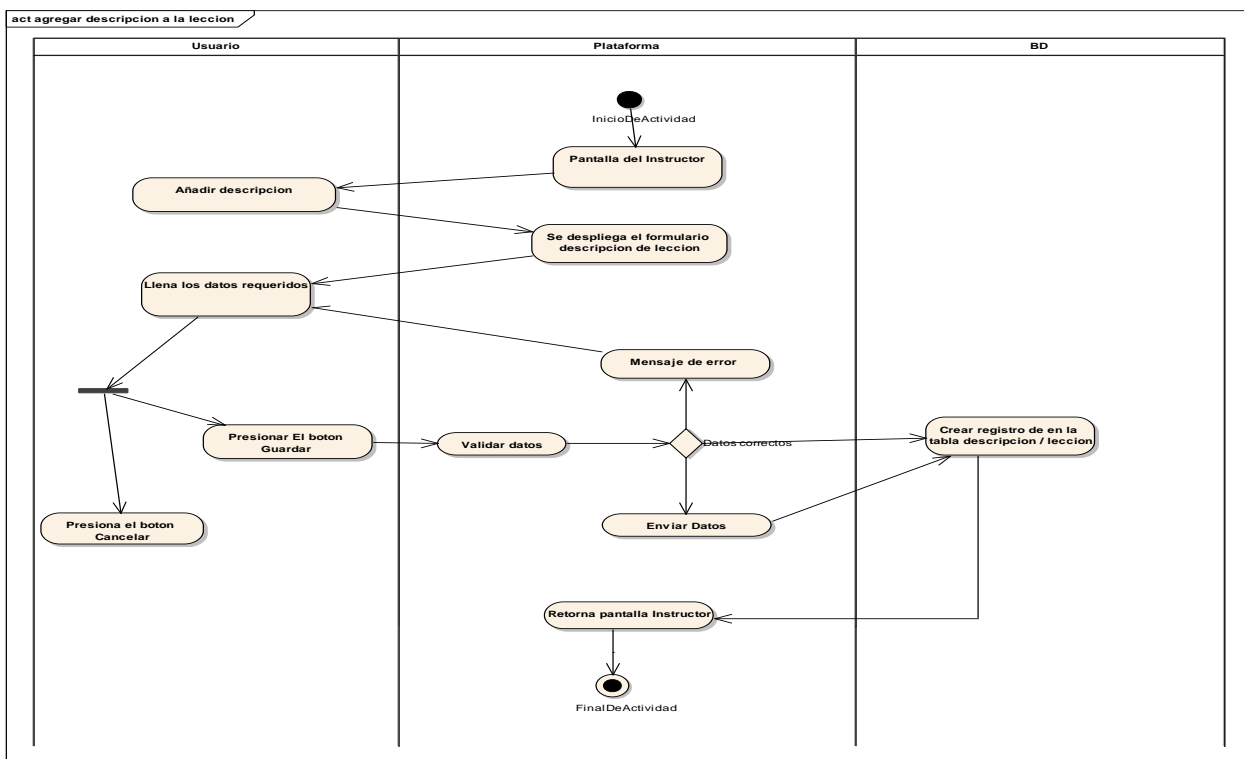 act agregar descripcion a la leccion
Usuario
Plataforma
BD
InicioDeActividad
Pantalla del Instructor
Añadir descripcion
Se despliega el formulario
descripcion de leccion
Llena los datos requeridos
Mensaje de error
Presionar El boton
Guardar
Validar datos
Datos correctos
Crear registro de en la
tabla descripcion / leccion
Presiona el boton
Cancelar
Enviar Datos
Retorna pantalla Instructor
FinalDeActividad